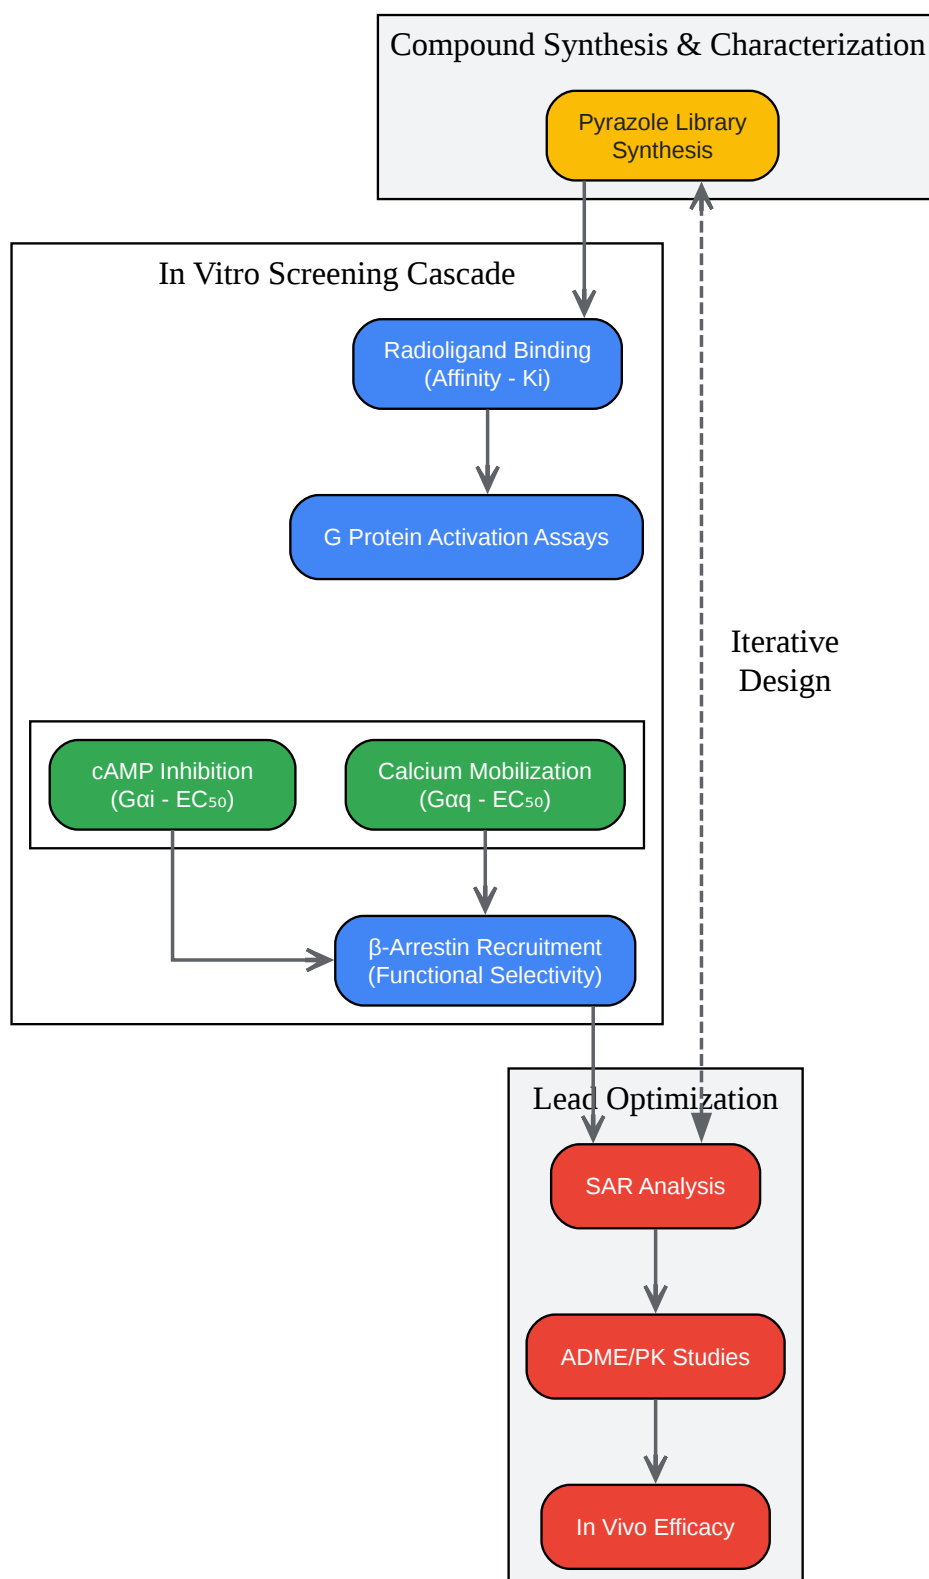 Compound Synthesis & Characterization
Pyrazole Library
Synthesis
In Vitro Screening Cascade
Radioligand Binding
(Affinity - Ki)
G Protein Activation Assays
Iterative
Design
cAMP Inhibition
(Gαi - EC₅₀)
Calcium Mobilization
(Gαq - EC₅₀)
β-Arrestin Recruitment
(Functional Selectivity)
Lead Optimization
SAR Analysis
ADME/PK Studies
In Vivo Efficacy